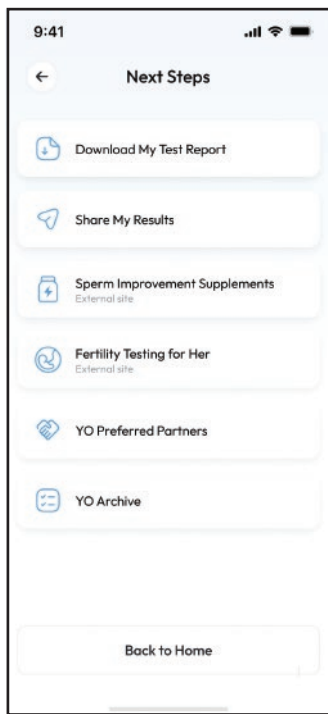 9:41
Next Steps
Download My Test Report
Share My Results
Sperm Improvement Supplements
External site
Fertility Testing for Her
External site
YO Preferred Partners
YO Archive
Back to Home